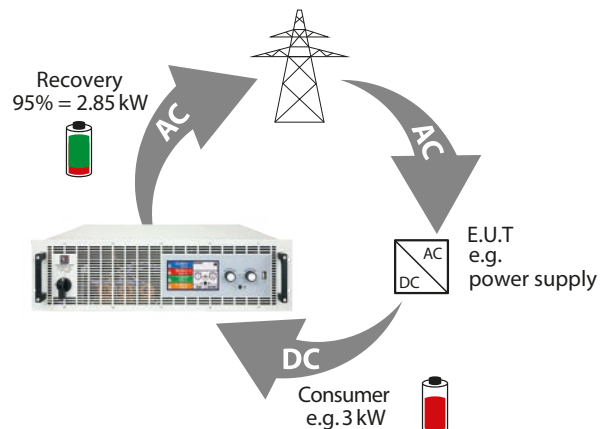 Recovery
95% = 2.85 kW
AC
AC
E.U.T
e.g.
power supply
AC
DC
DC
Consumer
e.g. 3 kW